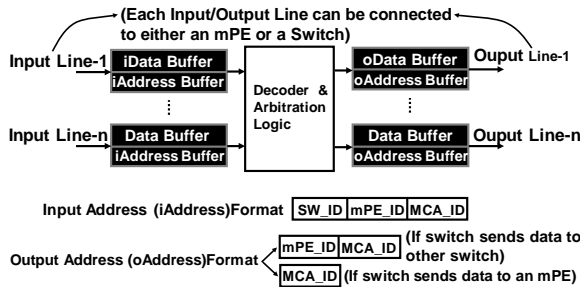 (Each Input/Output Line can be connected
to either an mPE or a Switch)
Input Line-1
iData Buffer
iAddress Buffer
Decoder &
Arbitration
Logic
oData Buffer
oAddress Buffer
Ouput Line-1
Input Line-n
Data Buffer
iAddress Buffer
Data Buffer
oAddress Buffer
Ouput Line-n
Input Address (iAddress)Format SW_ID mPE_ID MCA_ID
Output Address (oAddress)Format
mPE_ID MCA_ID (If switch sends data to
other switch)
MCA_ID (If switch sends data to an mPE)